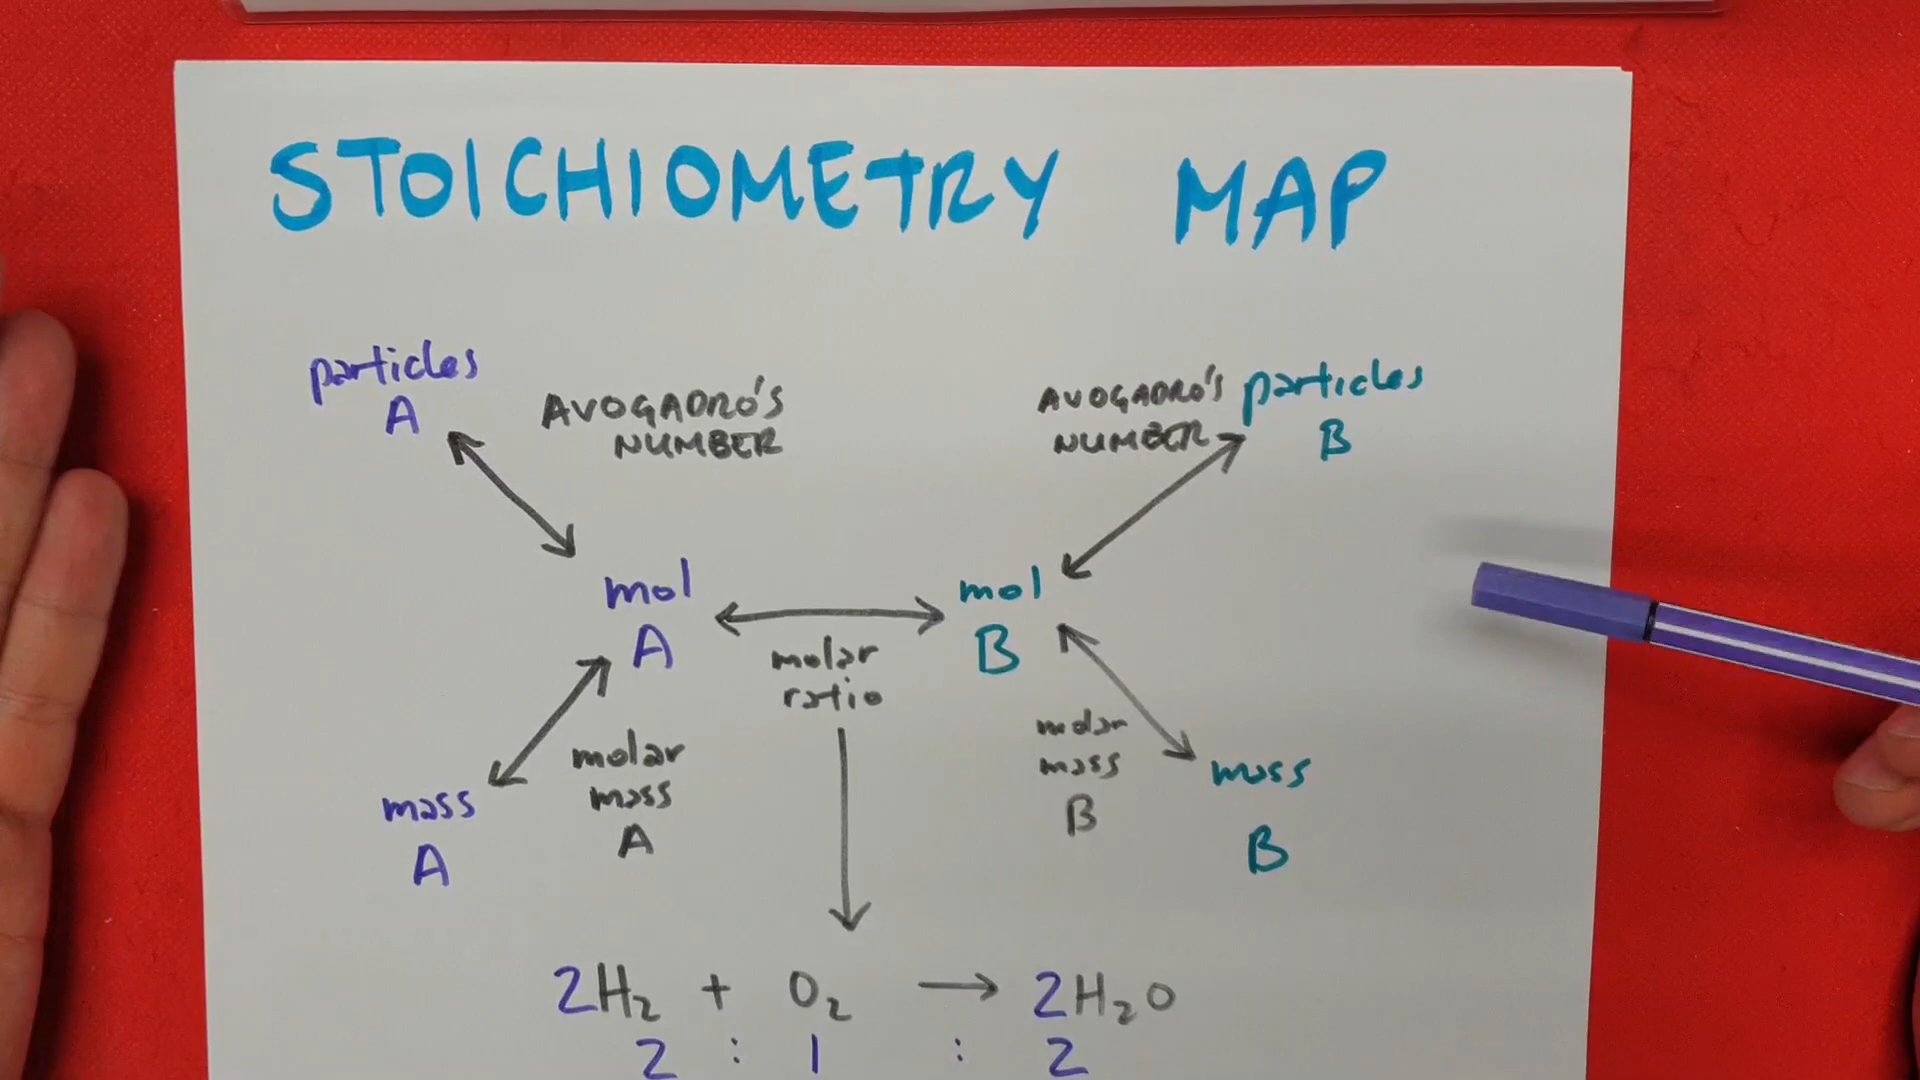 STOICHIOMETRY MAP
particles
A
AVOGADRO'S
NUMBER
AVOGADRO'S
NUMBER
particles
B
mol
A
molar
ratio
mol
B
mass
A
molar
mass
A
molar
mass
B
mass
B
2H₂ + O₂ → 2H₂O
2 : 1 : 2